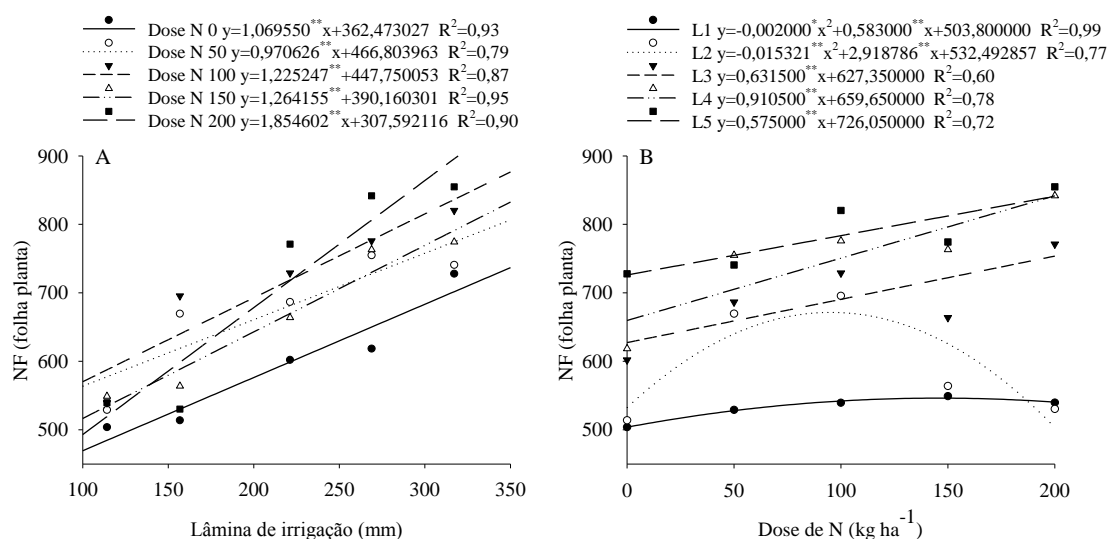 Dose N 0 y=1,069550**x+362,473027 R²=0,93
Dose N 50 y=0,970626**x+466,803963 R²=0,79
Dose N 100 y=1,225247**x+447,750053 R²=0,87
Dose N 150 y=1,264155**x+390,160301 R²=0,95
Dose N 200 y=1,854602**x+307,592116 R²=0,90
A
900
800
700
600
500
NF (folha planta)
100 150 200 250 300 350
Lâmina de irrigação (mm)
L1 y=-0,002000*x²+0,583000**x+503,800000 R²=0,99
L2 y=-0,015321**x²+2,918786**x+532,492857 R²=0,77
L3 y=0,631500**x+627,350000 R²=0,60
L4 y=0,910500**x+659,650000 R²=0,78
L5 y=0,575000**x+726,050000 R²=0,72
B
900
800
700
600
500
NF (folha planta)
0 50 100 150 200
Dose de N (kg ha⁻¹)